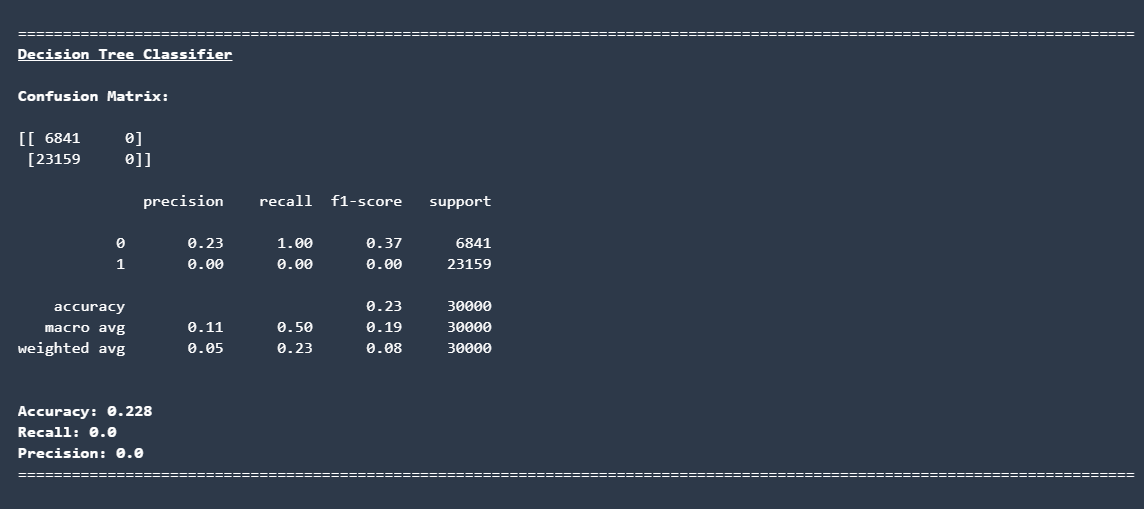 =============================================================================================================================
Decision Tree Classifier
Confusion Matrix:
[[ 6841     0]
 [23159     0]]
              precision    recall  f1-score   support
           0       0.23      1.00      0.37      6841
           1       0.00      0.00      0.00     23159
    accuracy                           0.23     30000
   macro avg       0.11      0.50      0.19     30000
weighted avg       0.05      0.23      0.08     30000
Accuracy: 0.228
Recall: 0.0
Precision: 0.0
=============================================================================================================================